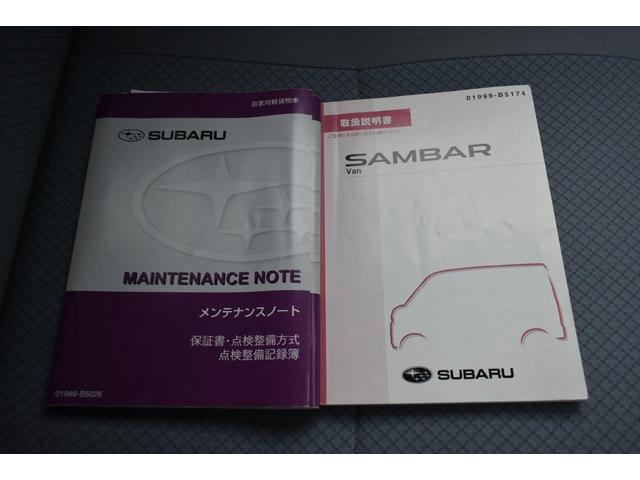 自家用軽貨物車
SUBARU
MAINTENANCE NOTE
メンテナンスノート
保証書・点検整備方式
点検整備記録簿
01989-B5026
01999-B5174
取扱説明書
SAMBAR
Van
SUBARU